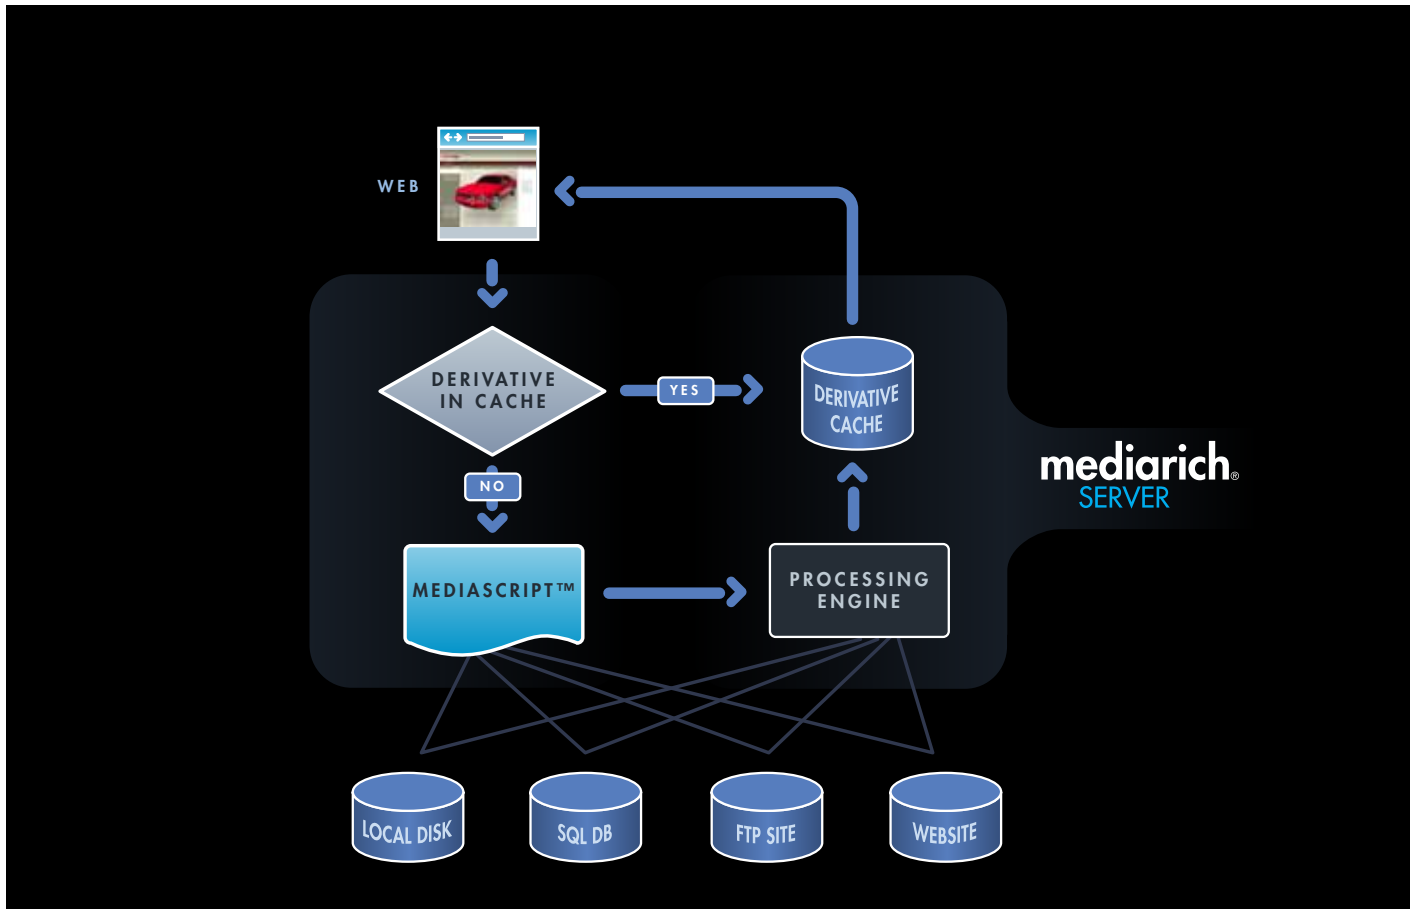 WEB
DERIVATIVE
IN CACHE
YES
DERIVATIVE
CACHE
mediarich®
SERVER
NO
MEDIASCRIPT™
PROCESSING
ENGINE
LOCAL DISK
SQL DB
FTP SITE
WEBSITE